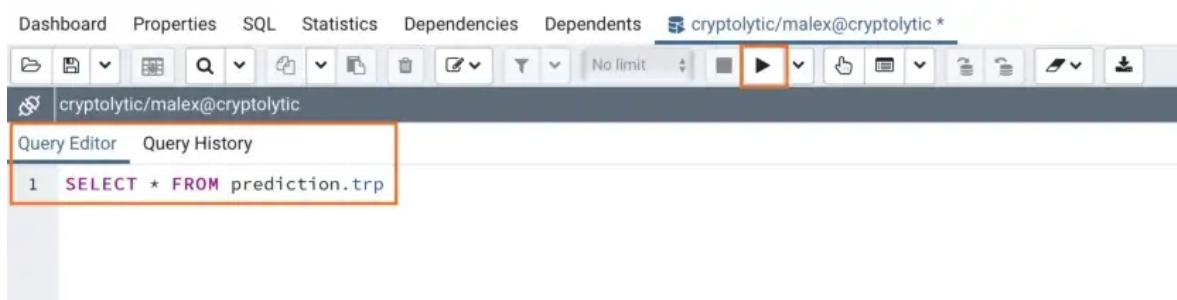 Dashboard Properties SQL Statistics Dependencies Dependents cryptolytic/malex@cryptolytic *
No limit
cryptolytic/malex@cryptolytic
Query Editor Query History
1 SELECT * FROM prediction.trp